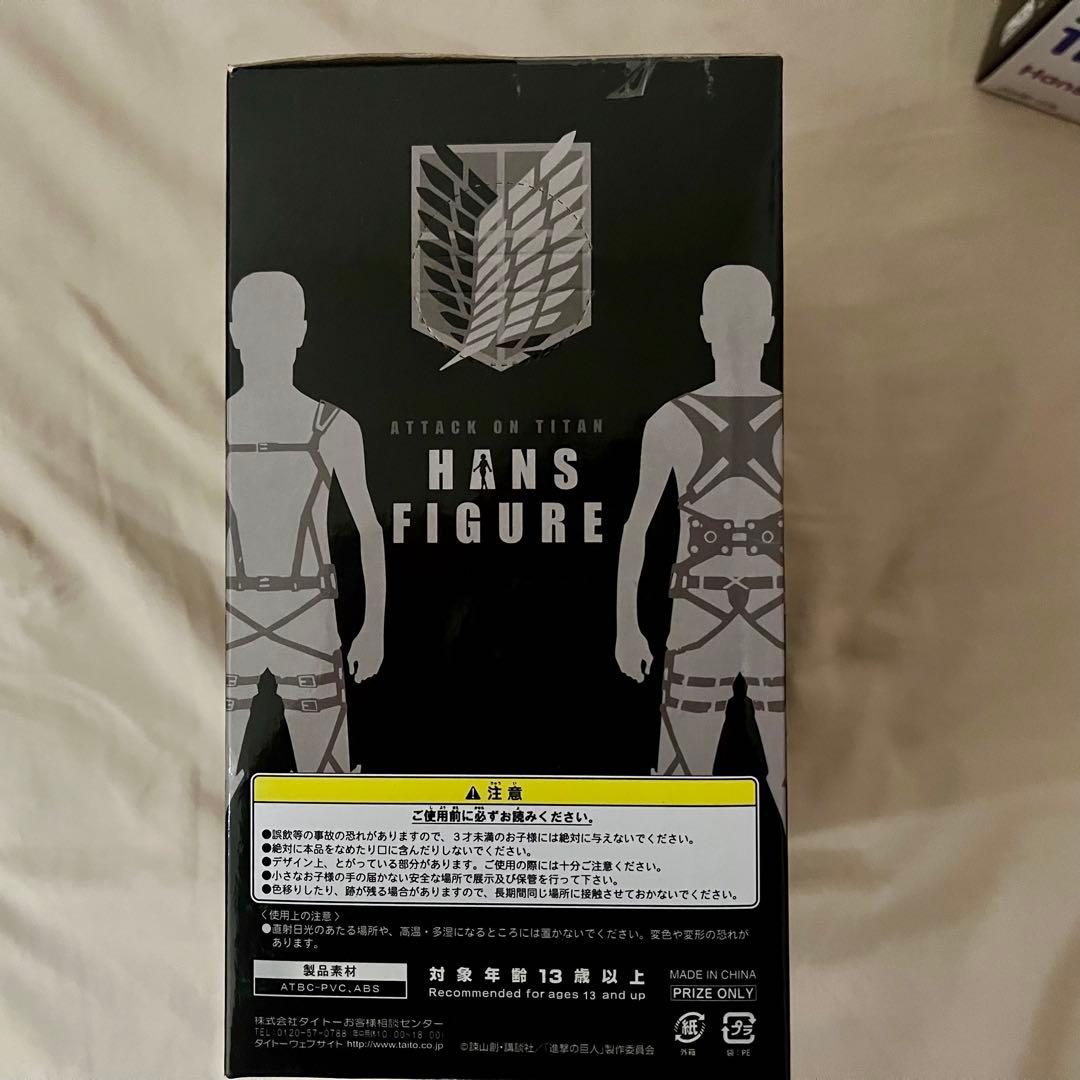 ATTACK ON TITAN
HANS
FIGURE
⚠注意
ご使用前に必ずお読みください。
●誤飲等の事故の恐れがありますので、3才未満のお子様には絶対に与えないでください。
●絶対に本品をなめたり口に含んだりしないでください。
●デザイン上、とがっている部分があります。ご使用の際には十分ご注意ください。
●小さなお子様の手の届かない安全な場所で展示及び保管を行って下さい。
●色移りしたり、跡が残る場合がありますので、長期間同じ場所に接触させておかないでください。
〈使用上の注意〉
●直射日光のあたる場所や、高温・多湿になるところには置かないでください。変色や変形の恐れが
あります。
製品素材
ATBC-PVC、ABS
対象年齢13歳以上
Recommended for ages 13 and up
MADE IN CHINA
PRIZE ONLY
株式会社タイトーお客様相談センター
TEL:0120-57-0788(年中無休10:00~18:00)
タイトーウェブサイト http://www.taito.co.jp
©諫山創・講談社/「進撃の巨人」製作委員会
紙
外箱
プラ
袋:PE